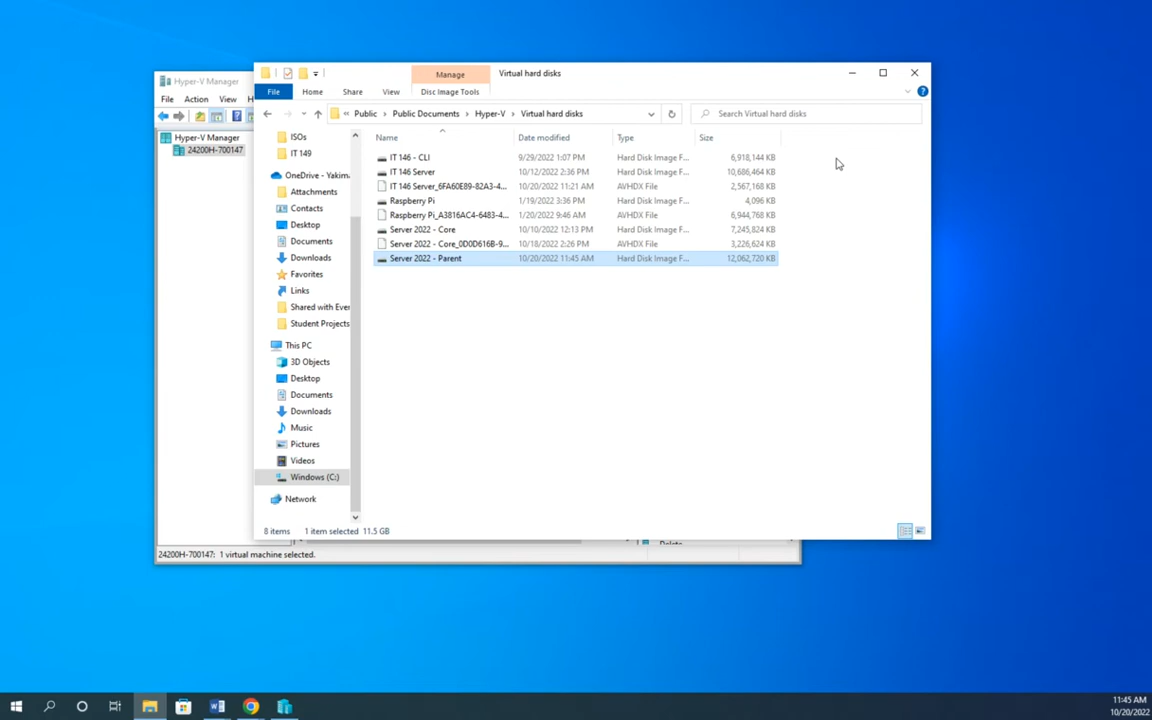 Hyper-V Manager
File Action View H
Hyper-V Manager
24200H-700147
24200H-700147: 1 virtual machine selected.
Manage
Virtual hard disks
File Home Share View Disc Image Tools
« Public › Public Documents › Hyper-V › Virtual hard disks
Search Virtual hard disks
ISOs
IT 149
OneDrive - Yakim
Attachments
Contacts
Desktop
Documents
Downloads
Favorites
Links
Shared with Ever
Student Projects
This PC
3D Objects
Desktop
Documents
Downloads
Music
Pictures
Videos
Windows (C:)
Network
Name Date modified Type Size
IT 146 - CLI 9/29/2022 1:07 PM Hard Disk Image F... 6,918,144 KB
IT 146 Server 10/12/2022 2:36 PM Hard Disk Image F... 10,686,464 KB
IT 146 Server_6FA60E89-82A3-4... 10/20/2022 11:21 AM AVHDX File 2,567,168 KB
Raspberry Pi 1/19/2022 3:36 PM Hard Disk Image F... 4,096 KB
Raspberry Pi_A3816AC4-6483-4... 1/20/2022 9:46 AM AVHDX File 6,944,768 KB
Server 2022 - Core 10/10/2022 12:13 PM Hard Disk Image F... 7,245,824 KB
Server 2022 - Core_0D0D616B-9... 10/18/2022 2:26 PM AVHDX File 3,226,624 KB
Server 2022 - Parent 10/20/2022 11:45 AM Hard Disk Image F... 12,062,720 KB
8 items 1 item selected 11.5 GB
11:45 AM
10/20/2022